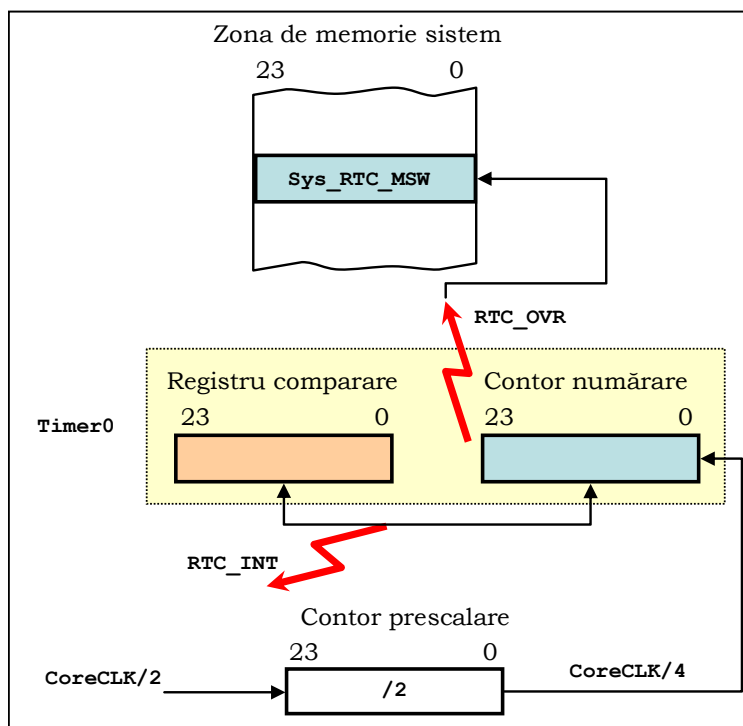 Zona de memorie sistem
23 0
Sys_RTC_MSW
RTC_OVR
Registru comparare Contor numărare
23 0 23 0
Timer0
RTC_INT
Contor prescalare
23 0
CoreCLK/2 /2 CoreCLK/4